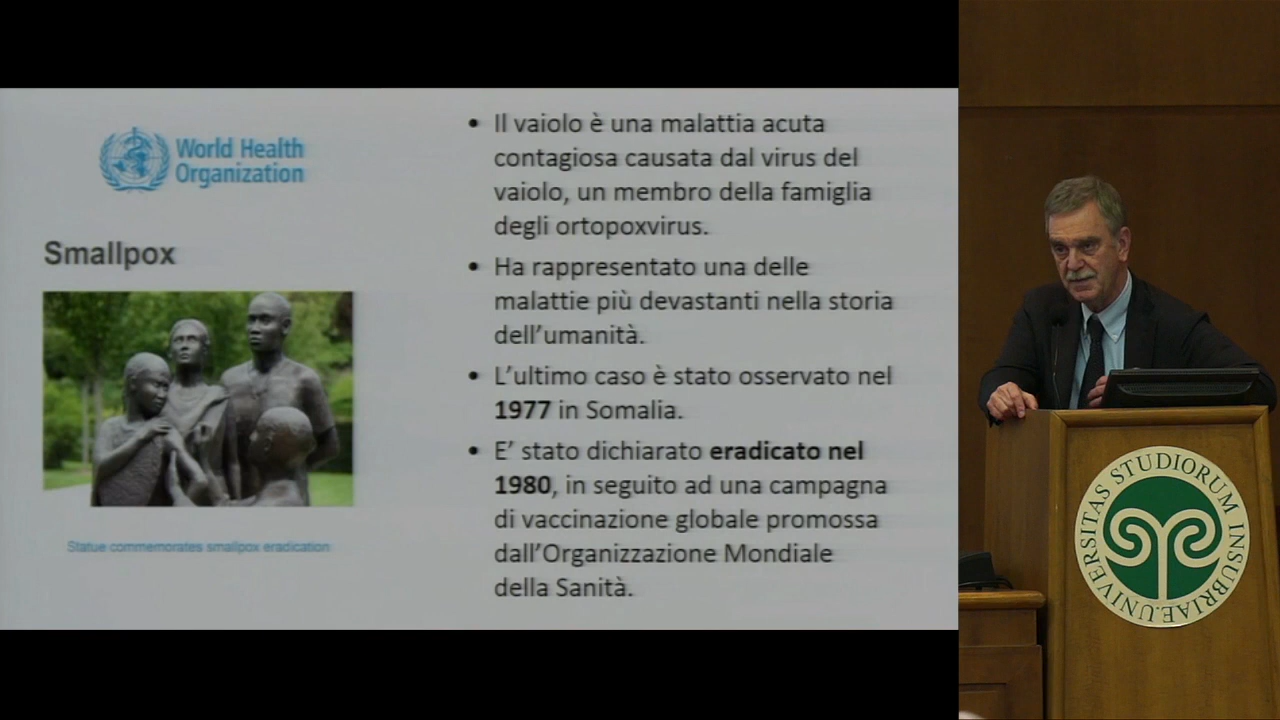 World Health
Organization
Smallpox
Statue commemorates smallpox eradication
• Il vaiolo è una malattia acuta
contagiosa causata dal virus del
vaiolo, un membro della famiglia
degli ortopoxvirus.
• Ha rappresentato una delle
malattie più devastanti nella storia
dell’umanità.
• L’ultimo caso è stato osservato nel
1977 in Somalia.
• E’ stato dichiarato eradicato nel
1980, in seguito ad una campagna
di vaccinazione globale promossa
dall’Organizzazione Mondiale
della Sanità.
UNIVERSITAS STUDIORUM INSUBRIAE